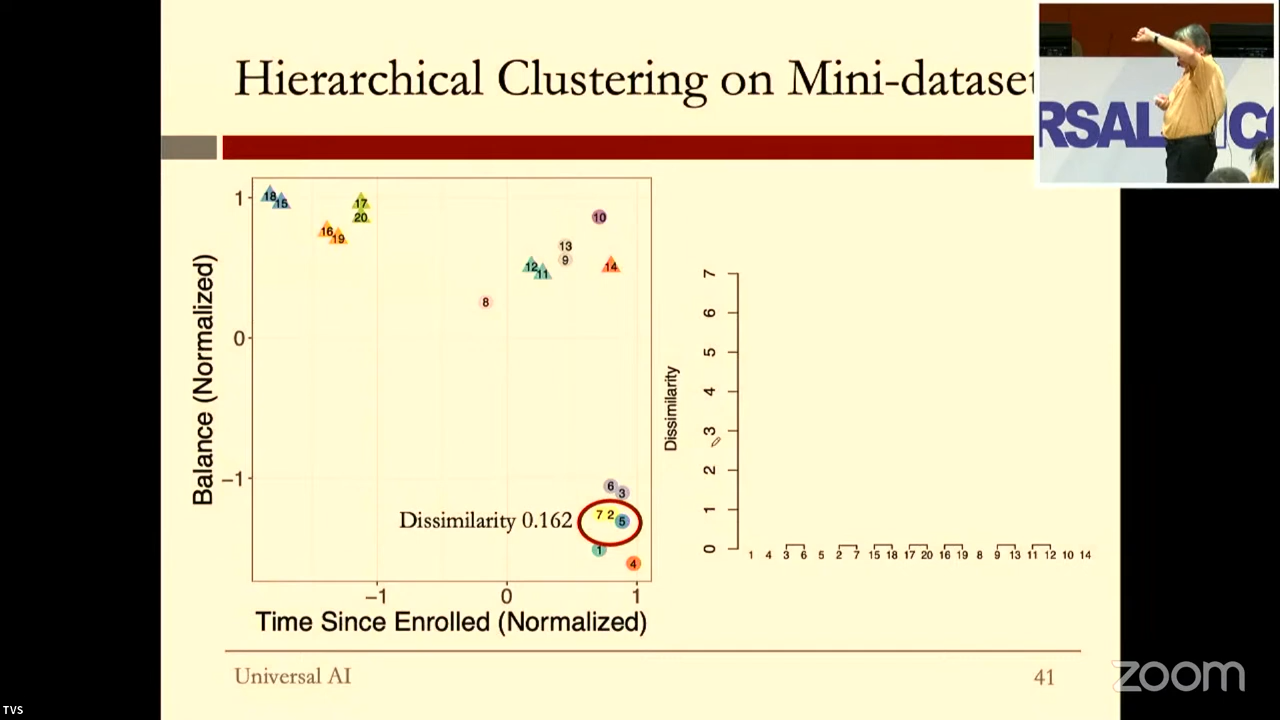 Hierarchical Clustering on Mini-dataset
RSAL
CO
1
0
−1
Balance (Normalized)
18
15
17
20
16
19
10
13
9
12
11
14
8
6
3
7 2
5
1
4
Dissimilarity 0.162
−1 0 1
Time Since Enrolled (Normalized)
Dissimilarity
7
6
5
4
3
2
1
0
1 4 3 6 5 2 7 15 18 17 20 16 19 8 9 13 11 12 10 14
Universal AI
41
zoom
TVS